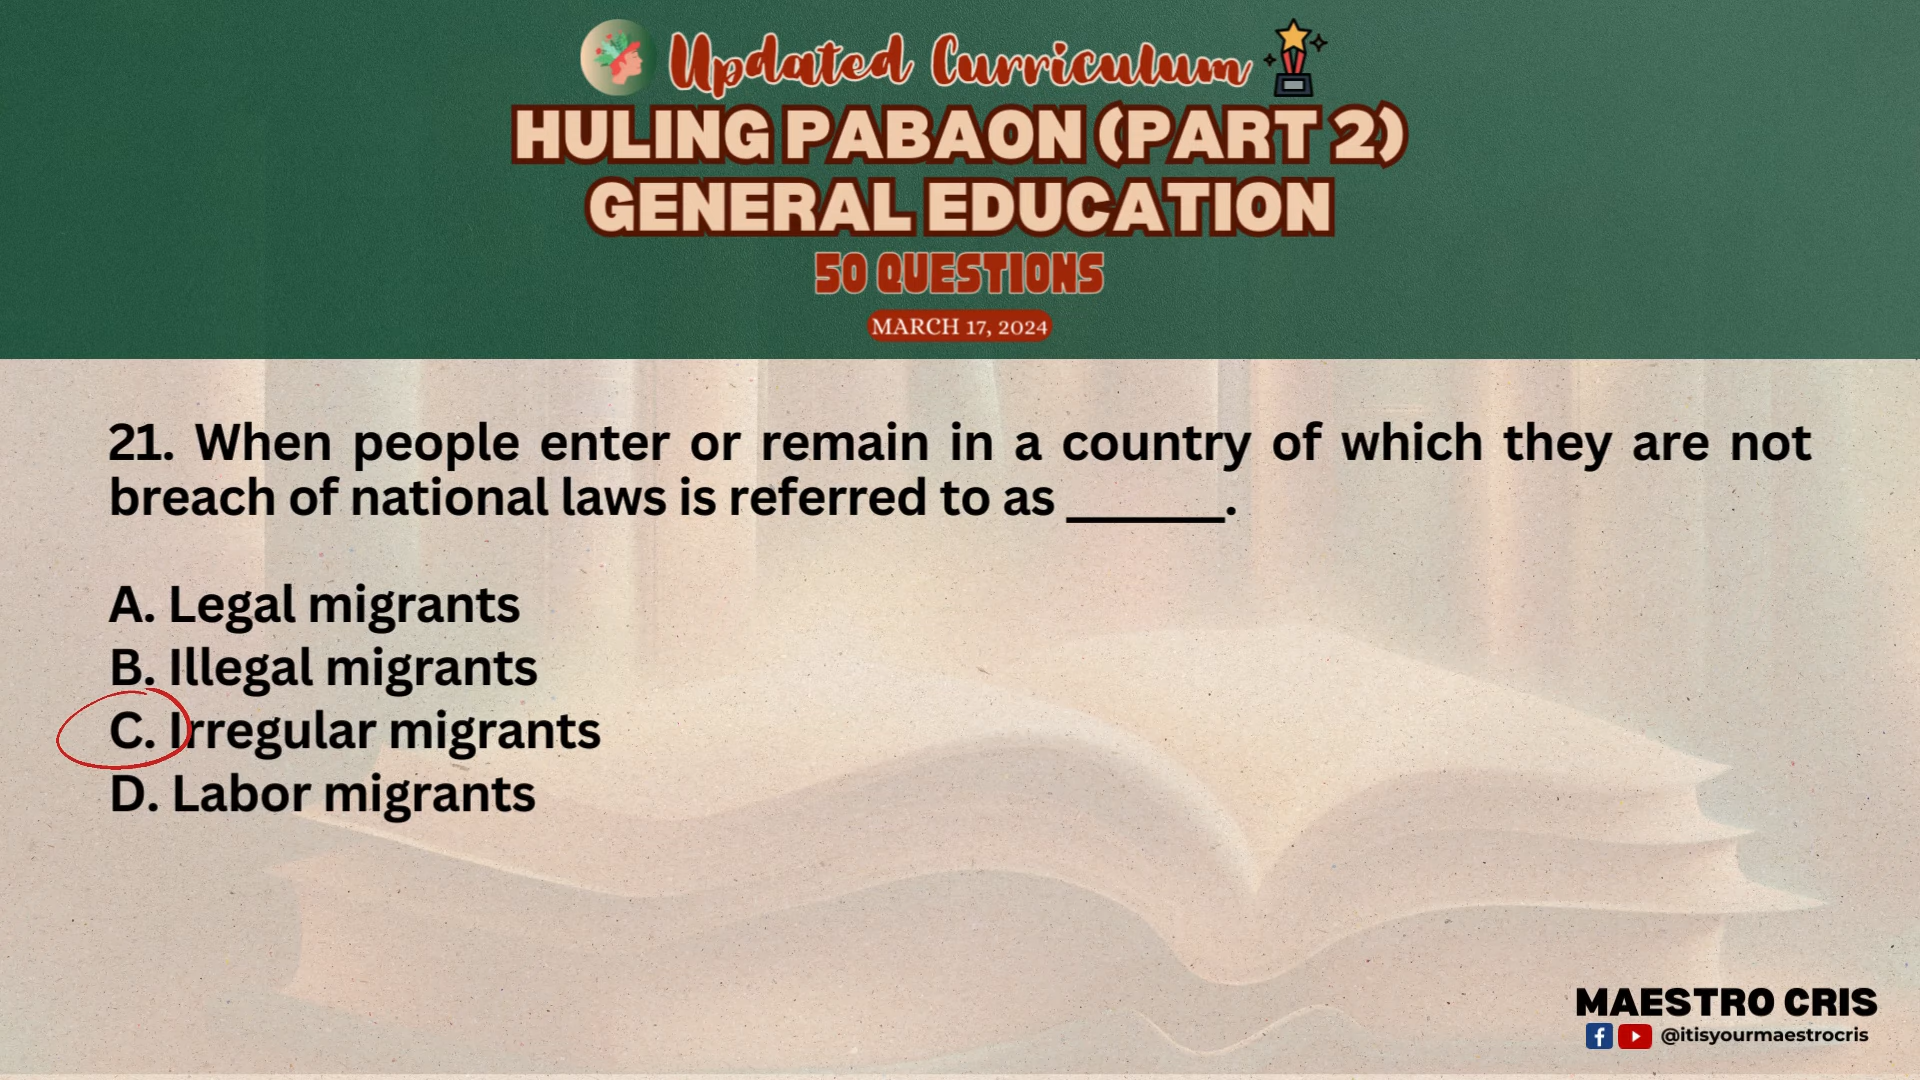 Updated Curriculum
HULING PABAON (PART 2)
GENERAL EDUCATION
50 QUESTIONS
MARCH 17, 2024
21. When people enter or remain in a country of which they are not
breach of national laws is referred to as ______.
A. Legal migrants
B. Illegal migrants
C. Irregular migrants
D. Labor migrants
MAESTRO CRIS
@itisyourmaestrocris